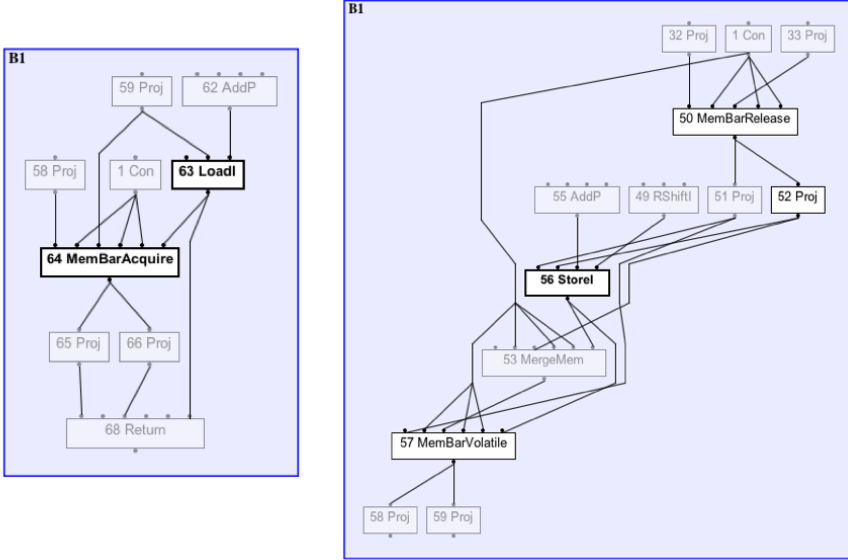 B1
59 Proj
62 AddP
58 Proj
1 Con
63 LoadI
64 MemBarAcquire
65 Proj
66 Proj
68 Return
B1
32 Proj
1 Con
33 Proj
50 MemBarRelease
55 AddP
49 RShiftI
51 Proj
52 Proj
56 StoreI
53 MergeMem
57 MemBarVolatile
58 Proj
59 Proj